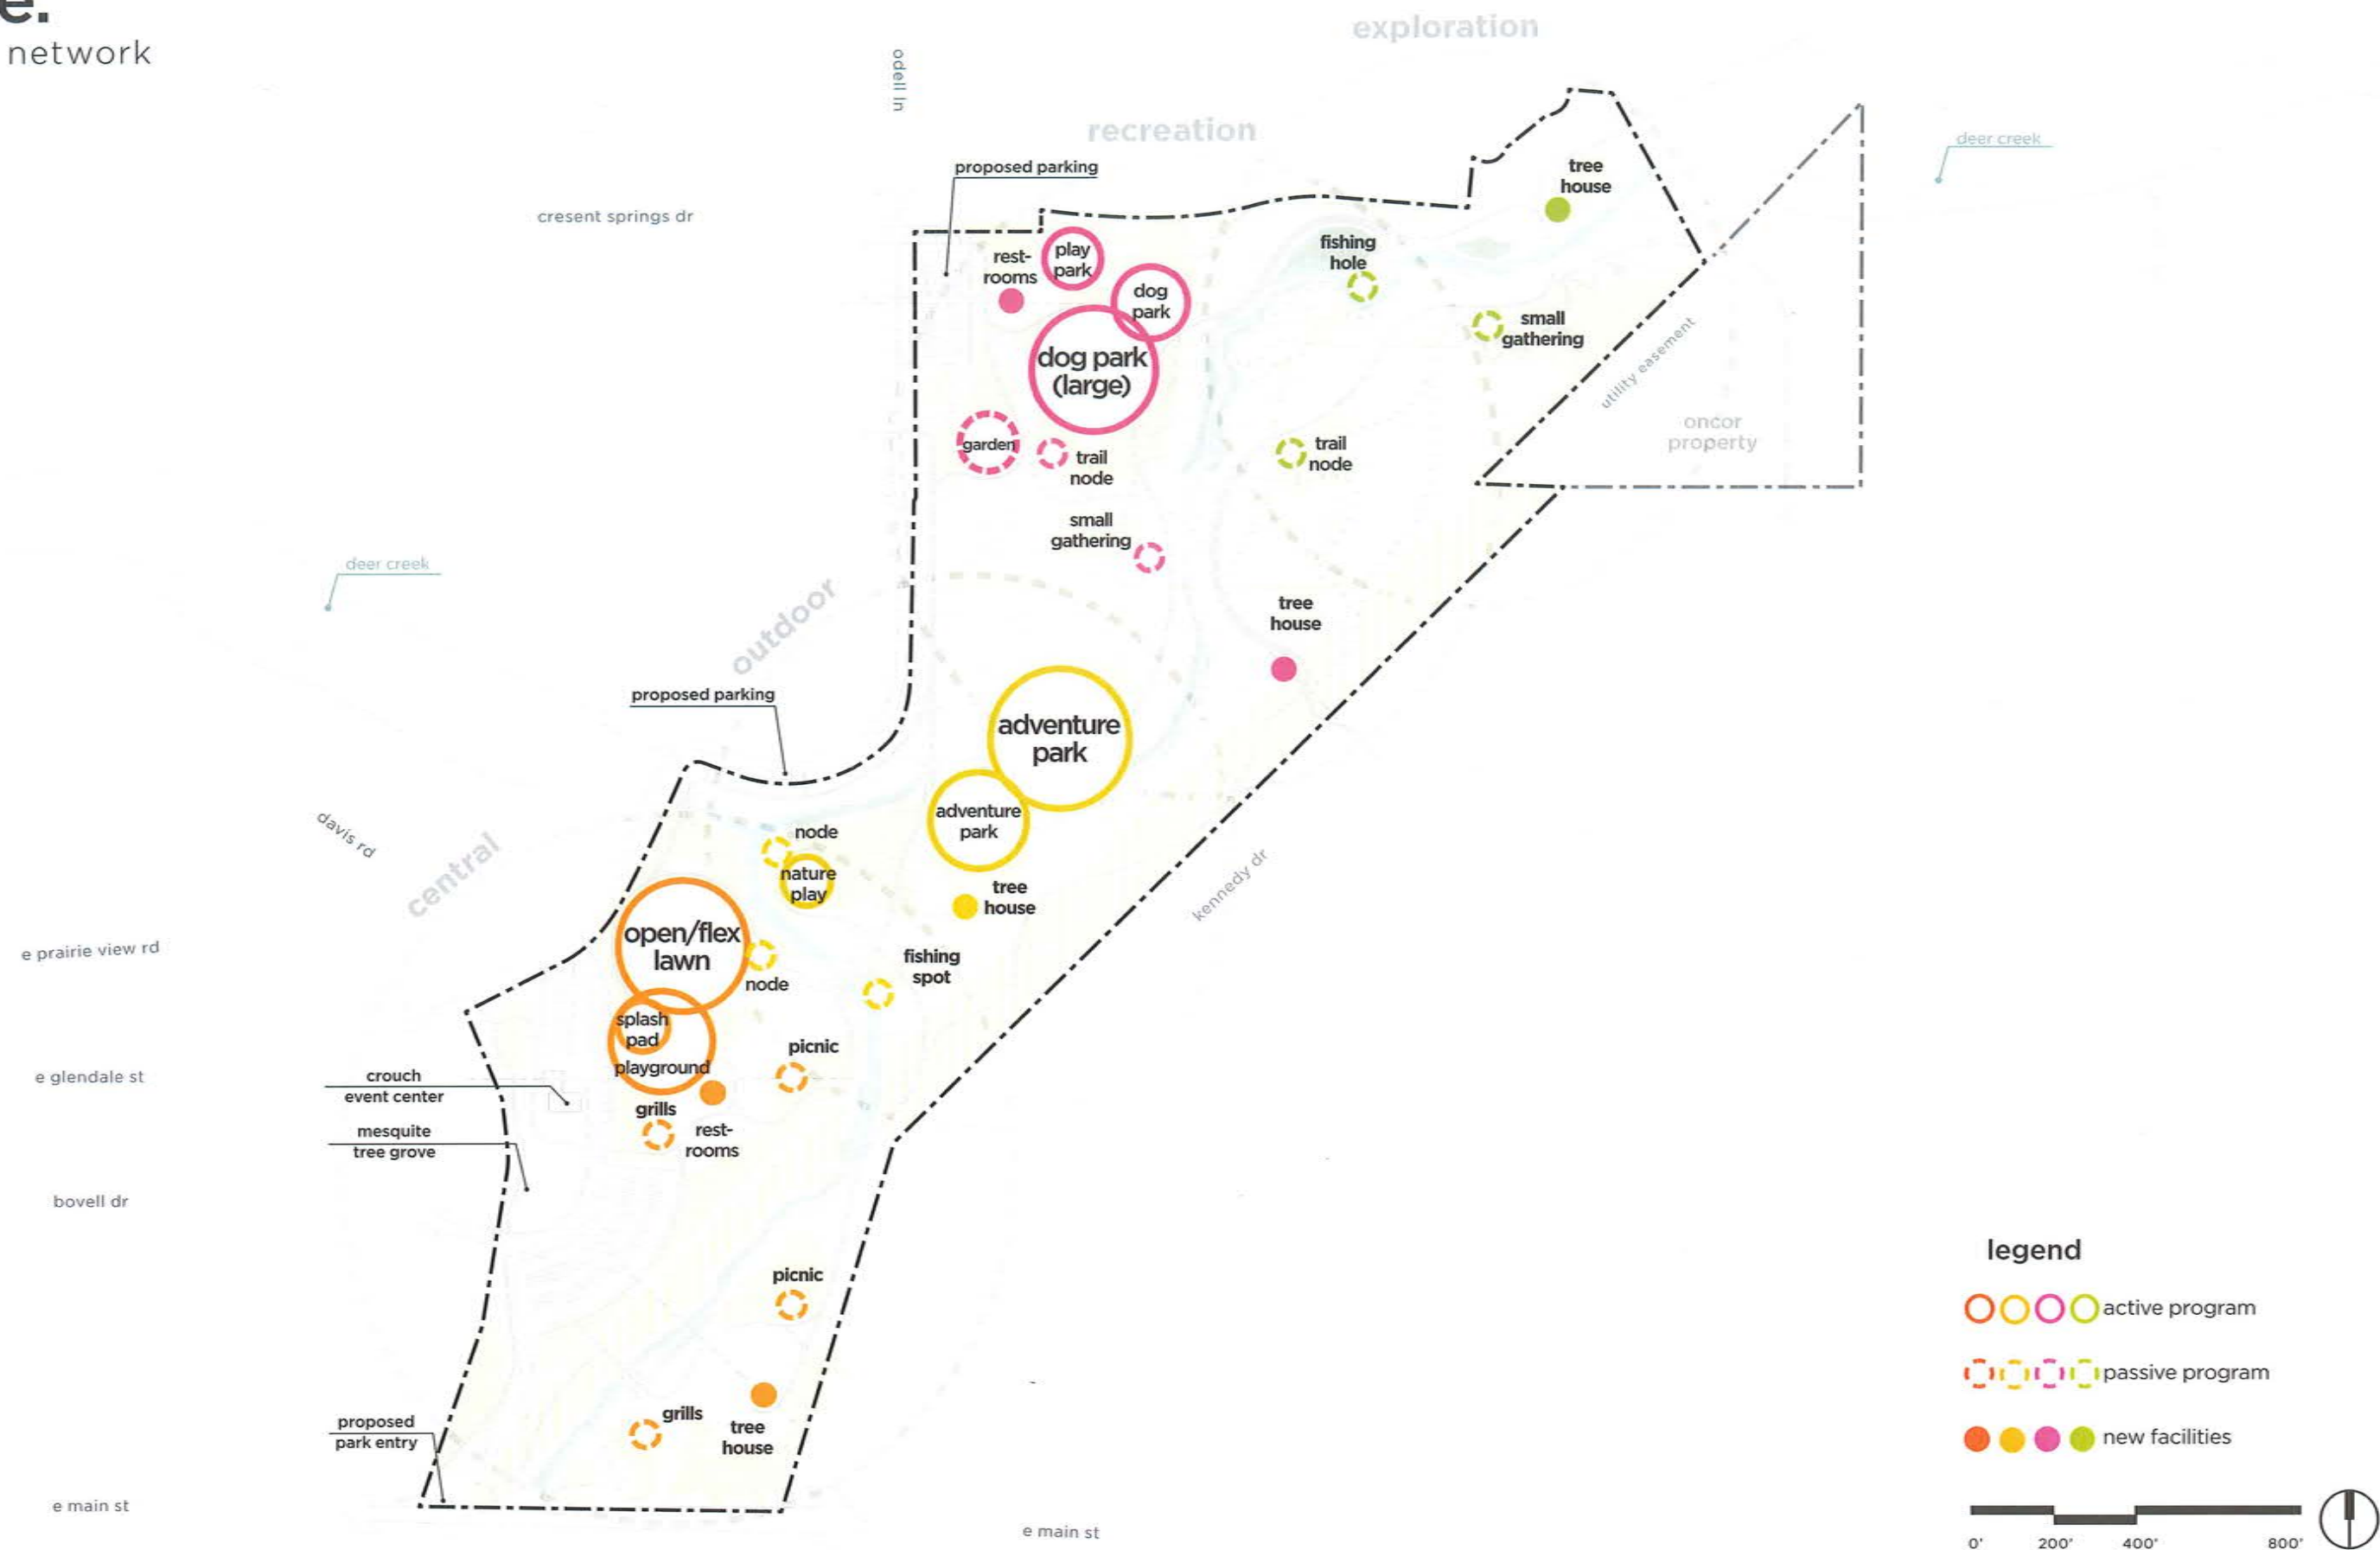 e.
network
exploration
odell ln
recreation
deer creek
proposed parking
tree
house
cresent springs dr
fishing
hole
rest-
rooms
play
park
dog
park
small
gathering
utility easement
dog park
(large)
oncor
property
garden
trail
node
trail
node
small
gathering
deer creek
outdoor
tree
house
proposed parking
adventure
park
adventure
park
davis rd
central
node
nature
play
tree
house
kennedy dr
open/flex
lawn
e prairie view rd
node
fishing
spot
splash
pad
playground
picnic
e glendale st
crouch
event center
grills
rest-
rooms
mesquite
tree grove
bovell dr
picnic
legend
active program
passive program
new facilities
grills
tree
house
proposed
park entry
e main st
e main st
0' 200' 400' 800'